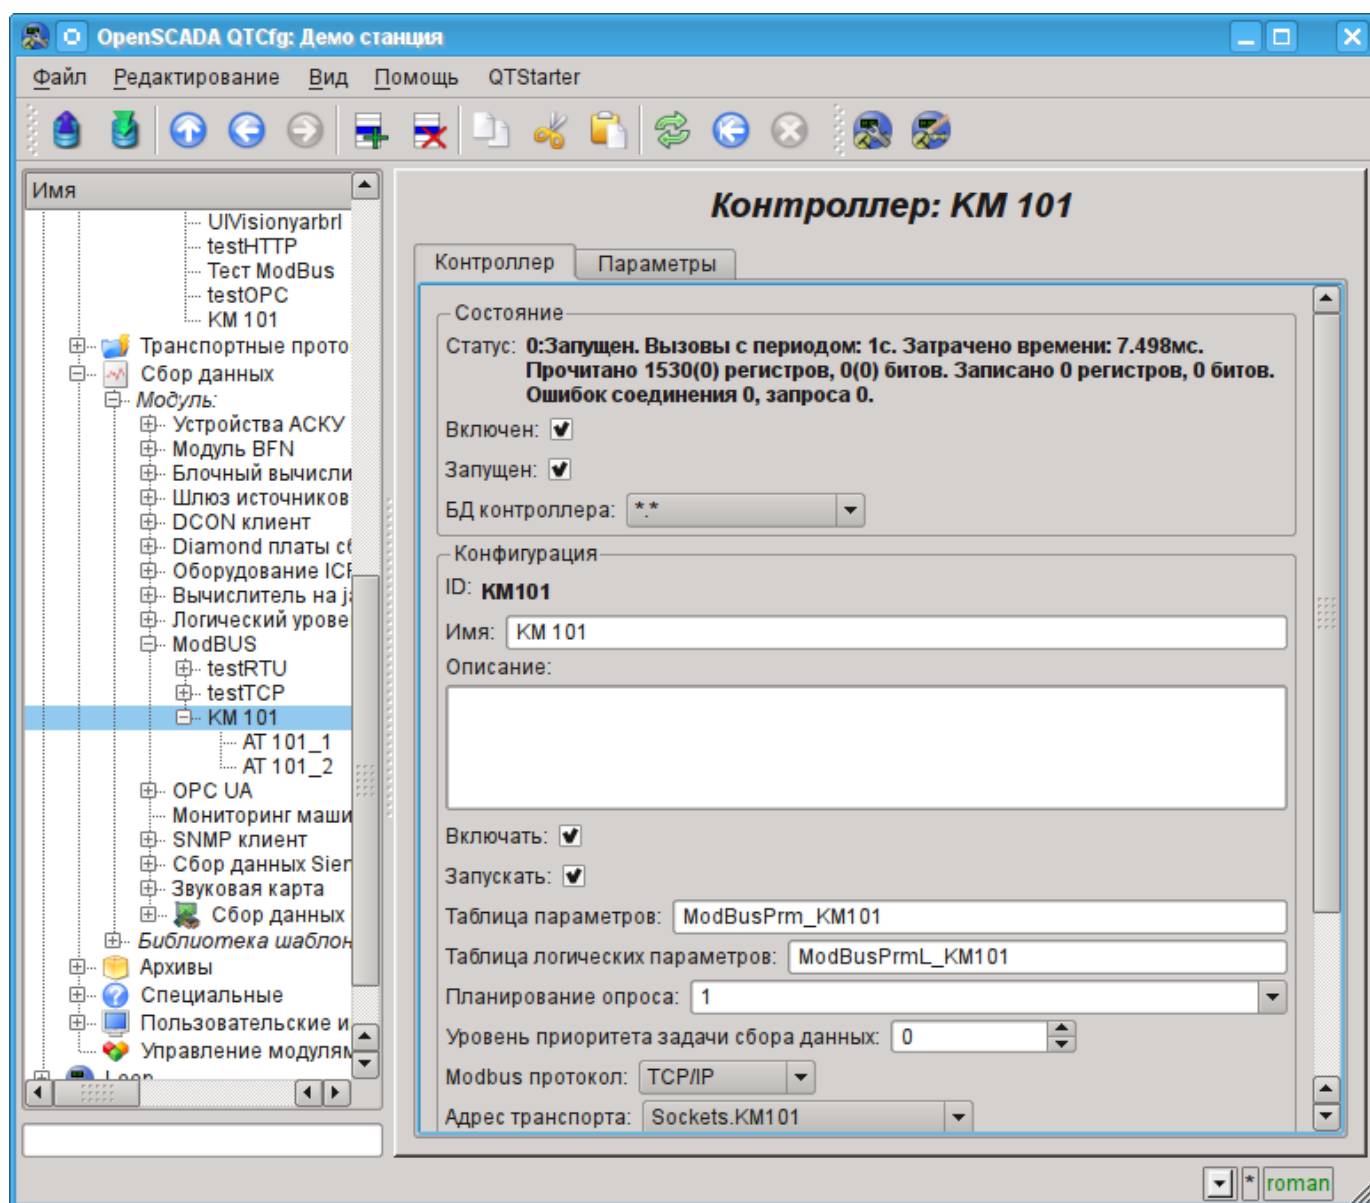 OpenSCADA QTCfg: Демо станция
Файл Редактирование Вид Помощь QTStarter
Имя
UIVisionyarbrl
testHTTP
Тест ModBus
testOPC
KM 101
Транспортные прото
Сбор данных
Модуль:
Устройства АСКУ
Модуль BFN
Блочный вычисли
Шлюз источников
DCON клиент
Diamond платы сб
Оборудование ICP
Вычислитель на ja
Логический уровен
ModBUS
testRTU
testTCP
KM 101
AT 101_1
AT 101_2
OPC UA
Мониторинг маши
SNMP клиент
Сбор данных Siem
Звуковая карта
Сбор данных
Библиотека шаблон
Архивы
Специальные
Пользовательские и
Управление модулям
Loop
Контроллер: KM 101
Контроллер Параметры
Состояние
Статус: 0:Запущен. Вызовы с периодом: 1с. Затрачено времени: 7.498мс.
Прочитано 1530(0) регистров, 0(0) битов. Записано 0 регистров, 0 битов.
Ошибок соединения 0, запроса 0.
Включен:
Запущен:
БД контроллера: *.*
Конфигурация
ID: KM101
Имя: KM 101
Описание:
Включать:
Запускать:
Таблица параметров: ModBusPrm_KM101
Таблица логических параметров: ModBusPrmL_KM101
Планирование опроса: 1
Уровень приоритета задачи сбора данных: 0
Modbus протокол: TCP/IP
Адрес транспорта: Sockets.KM101
* roman